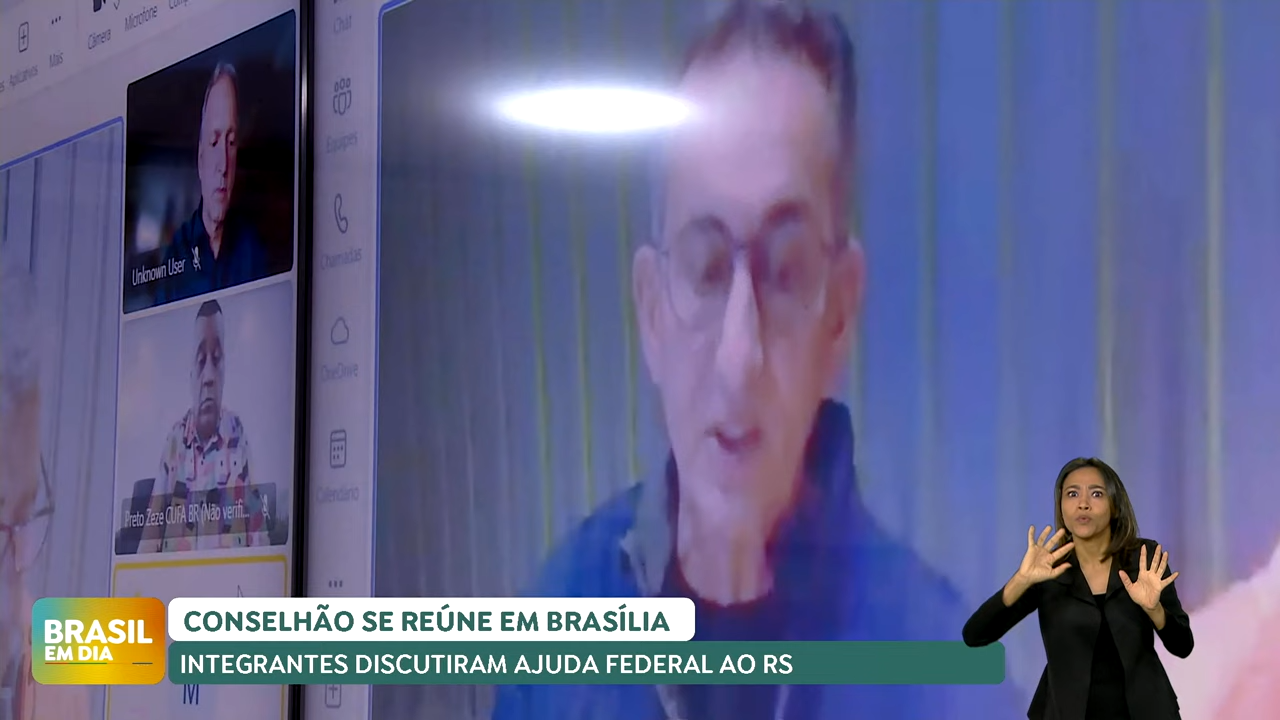 Mais
Câmera
Microfone
Aplicativos
Chat
Equipes
Chamadas
OneDrive
Calendário
Unknown User
Preto Zeze CUFA BR (Não verifi...
M
BRASIL
EM DIA
CONSELHÃO SE REÚNE EM BRASÍLIA
INTEGRANTES DISCUTIRAM AJUDA FEDERAL AO RS